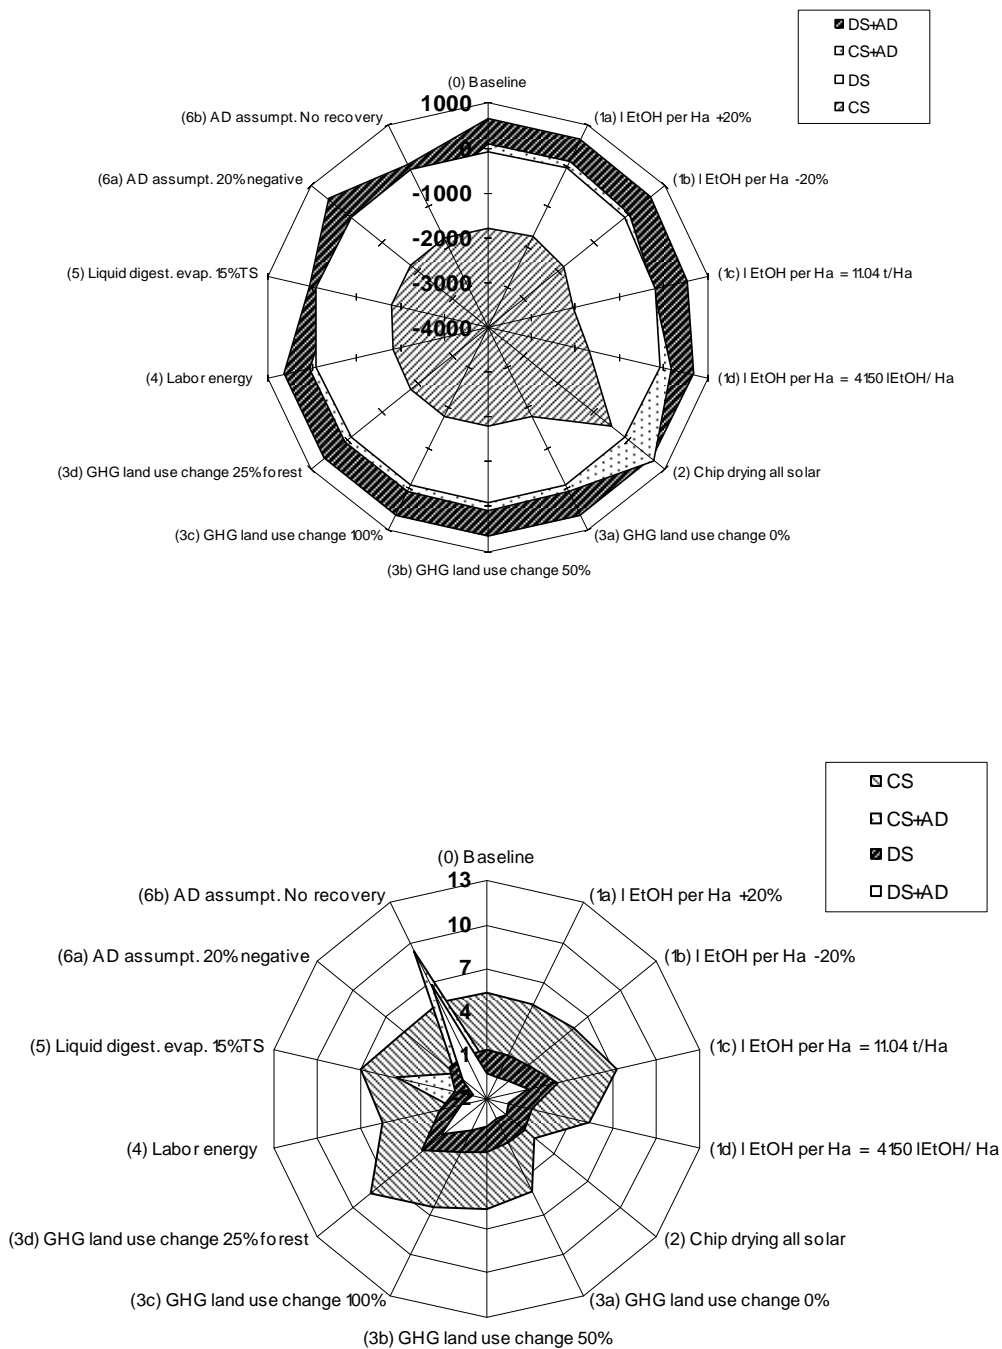 DS+AD
CS+AD
DS
CS
(0) Baseline
1000
(6b) AD assumpt. No recovery
(1a) l EtOH per Ha +20%
0
(6a) AD assumpt. 20% negative
(1b) l EtOH per Ha -20%
-1000
-2000
(5) Liquid digest. evap. 15%TS
(1c) l EtOH per Ha = 11.04 t/Ha
-3000
-4000
(4) Labor energy
(1d) l EtOH per Ha = 4150 lEtOH/ Ha
(3d) GHG land use change 25% forest
(2) Chip drying all solar
(3c) GHG land use change 100%
(3a) GHG land use change 0%
(3b) GHG land use change 50%
CS
CS+AD
DS
DS+AD
(0) Baseline
13
(6b) AD assumpt. No recovery
(1a) l EtOH per Ha +20%
10
(6a) AD assumpt. 20% negative
(1b) l EtOH per Ha -20%
7
4
(5) Liquid digest. evap. 15%TS
(1c) l EtOH per Ha = 11.04 t/Ha
1
-2
(4) Labor energy
(1d) l EtOH per Ha = 4150 lEtOH/ Ha
(3d) GHG land use change 25% forest
(2) Chip drying all solar
(3c) GHG land use change 100%
(3a) GHG land use change 0%
(3b) GHG land use change 50%